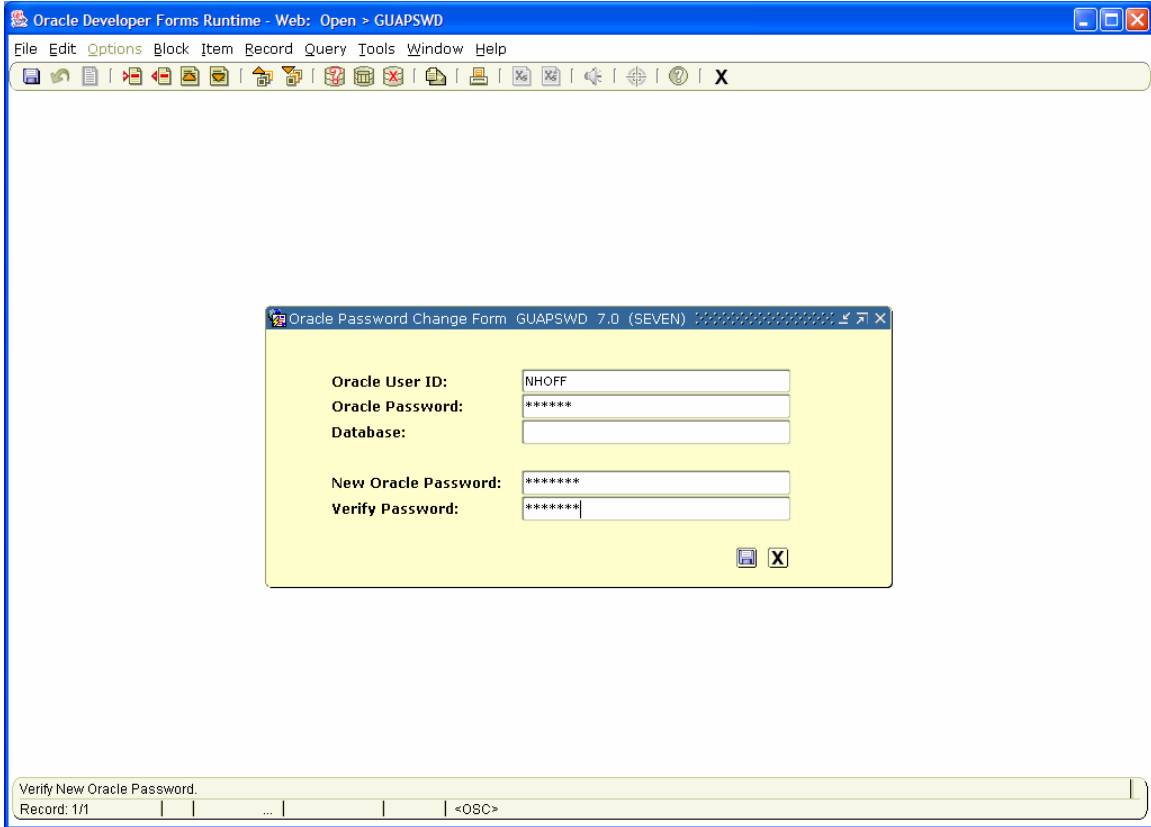 Oracle Developer Forms Runtime - Web: Open > GUAPSWD
File Edit Options Block Item Record Query Tools Window Help
X
Oracle Password Change Form GUAPSWD 7.0 (SEVEN)
Oracle User ID: NHOFF
Oracle Password: ******
Database:
New Oracle Password: *******
Verify Password: *******
X
Verify New Oracle Password.
Record: 1/1 ... <OSC>